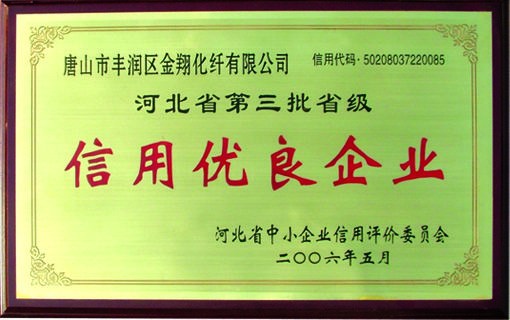 唐山市丰润区金翔化纤有限公司 信用代码·50208037220085
河北省第三批省级
信用优良企业
河北省中小企业信用评价委员会
二〇〇六年五月